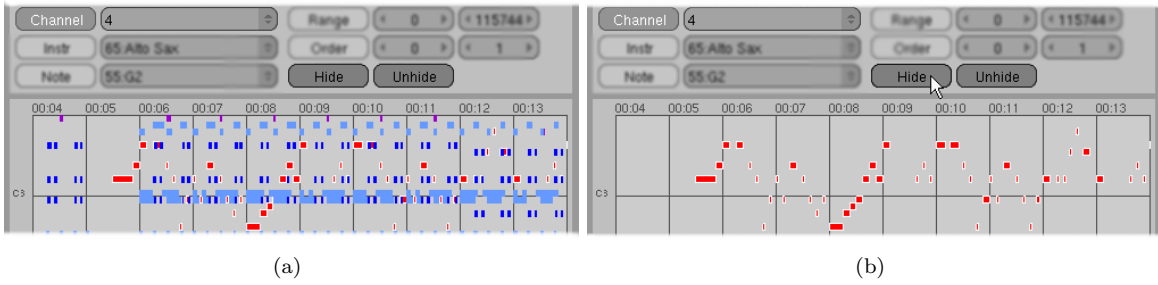 Channel 4 Range 0 115744
Instr 65:Alto Sax Order 0 1
Note 55:G2 Hide Unhide
00:04 00:05 00:06 00:07 00:08 00:09 00:10 00:11 00:12 00:13
C3
(a)
Channel 4 Range 0 115744
Instr 65:Alto Sax Order 0 1
Note 55:G2 Hide Unhide
00:04 00:05 00:06 00:07 00:08 00:09 00:10 00:11 00:12 00:13
C3
(b)